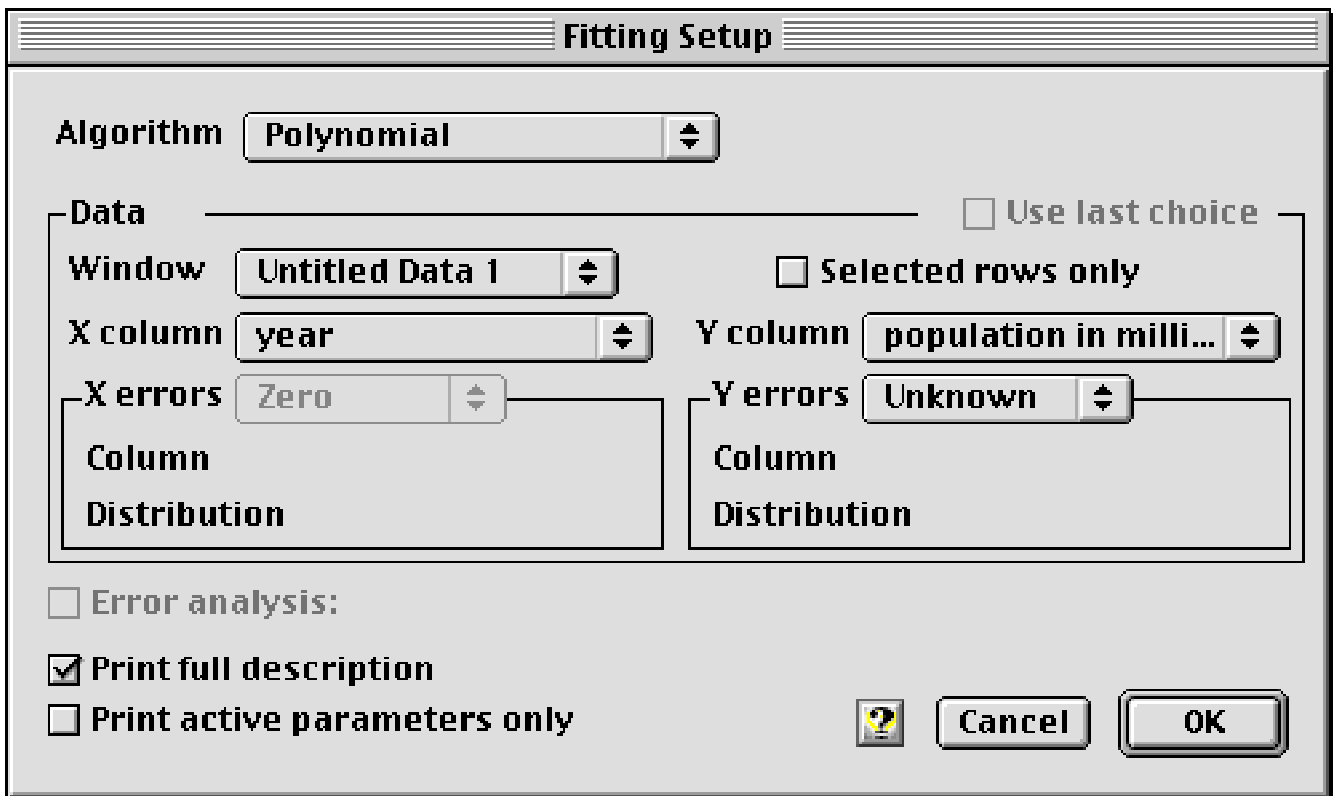 Fitting Setup
Algorithm Polynomial
Data Use last choice
Window Untitled Data 1 Selected rows only
X column year Y column population in milli...
X errors Zero Y errors Unknown
Column Column
Distribution Distribution
Error analysis:
Print full description
Print active parameters only ? Cancel OK